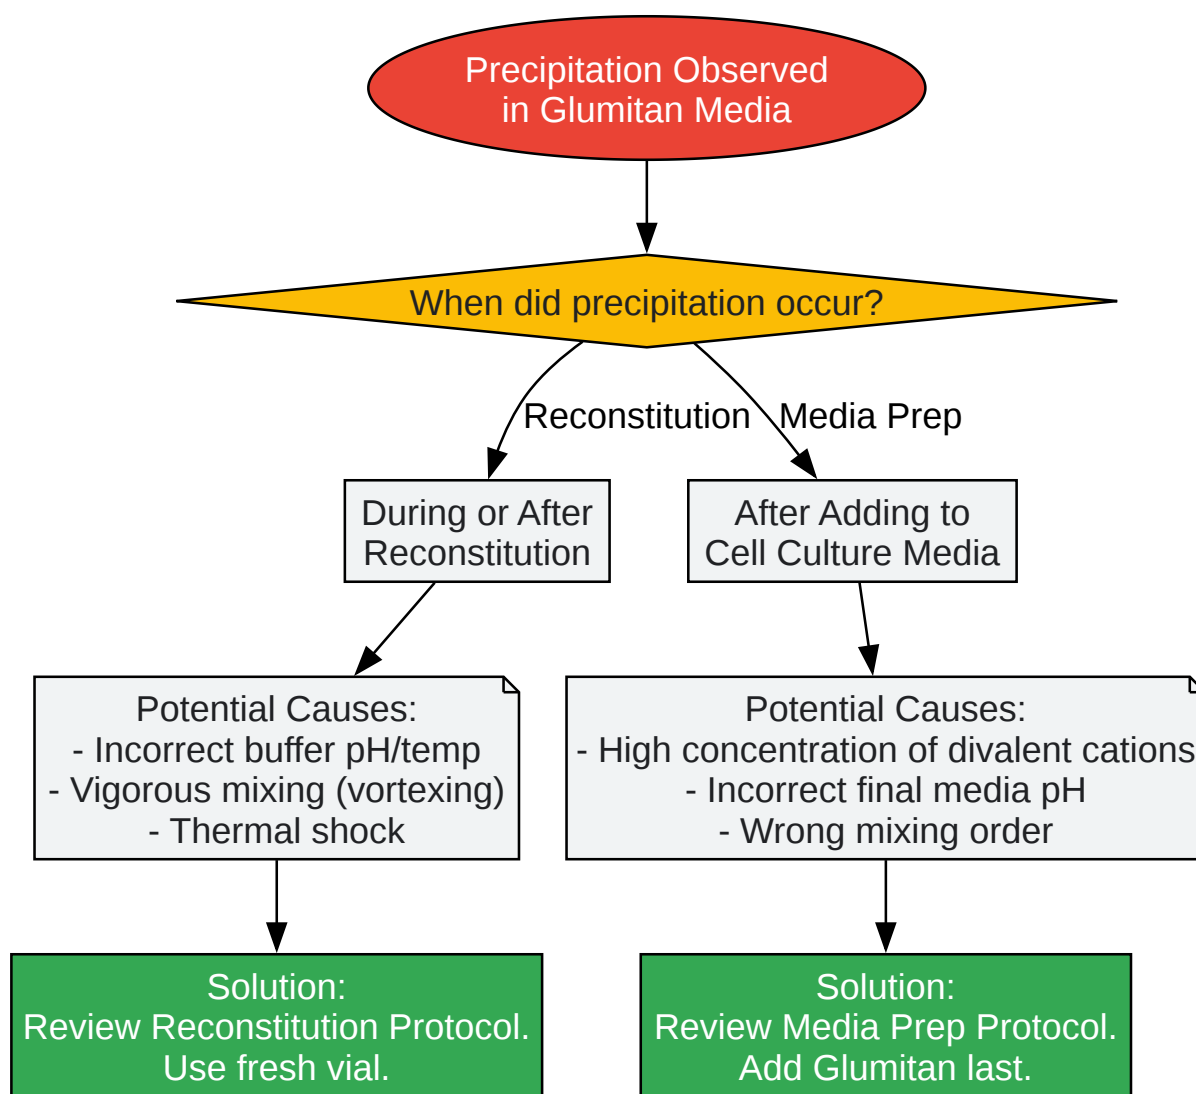 Precipitation Observed
in Glumitan Media
When did precipitation occur?
Reconstitution
Media Prep
During or After
Reconstitution
After Adding to
Cell Culture Media
Potential Causes:
- Incorrect buffer pH/temp
- Vigorous mixing (vortexing)
- Thermal shock
Potential Causes:
- High concentration of divalent cations
- Incorrect final media pH
- Wrong mixing order
Solution:
Review Reconstitution Protocol.
Use fresh vial.
Solution:
Review Media Prep Protocol.
Add Glumitan last.